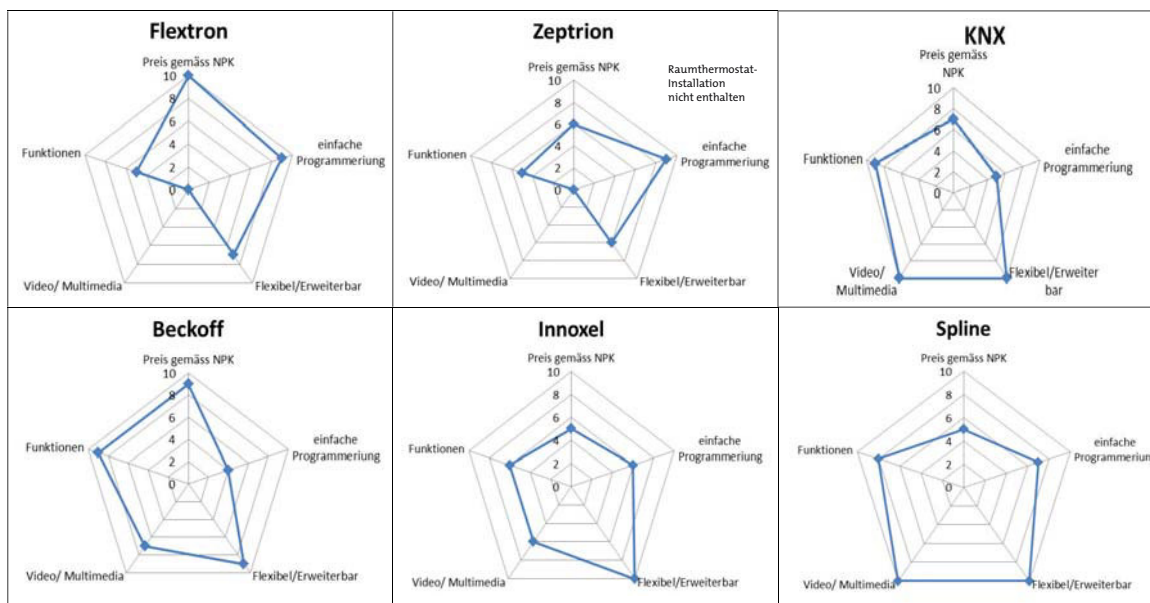 Flextron
Preis gemäss NPK
10
8
6
4
2
0
einfache
Programmeriung
Flexibel/Erweiterbar
Video/ Multimedia
Funktionen
Zeptrion
Preis gemäss NPK
Raumthermostat-
Installation
nicht enthalten
10
8
6
4
2
0
einfache
Programmeriung
Flexibel/Erweiterbar
Video/ Multimedia
Funktionen
KNX
Preis gemäss
NPK
10
8
6
4
2
0
einfache
Programmeriung
Flexibel/Erweiter
bar
Video/
Multimedia
Funktionen
Beckoff
Preis gemäss NPK
10
8
6
4
2
0
einfache
Programmeriung
Flexibel/Erweiterbar
Video/ Multimedia
Funktionen
Innoxel
Preis gemäss NPK
10
8
6
4
2
0
einfache
Programmeriung
Flexibel/Erweiterbar
Video/ Multimedia
Funktionen
Spline
Preis gemäss NPK
10
8
6
4
2
0
einfache
Programmeriung
Flexibel/Erweiterbar
Video/ Multimedia
Funktionen